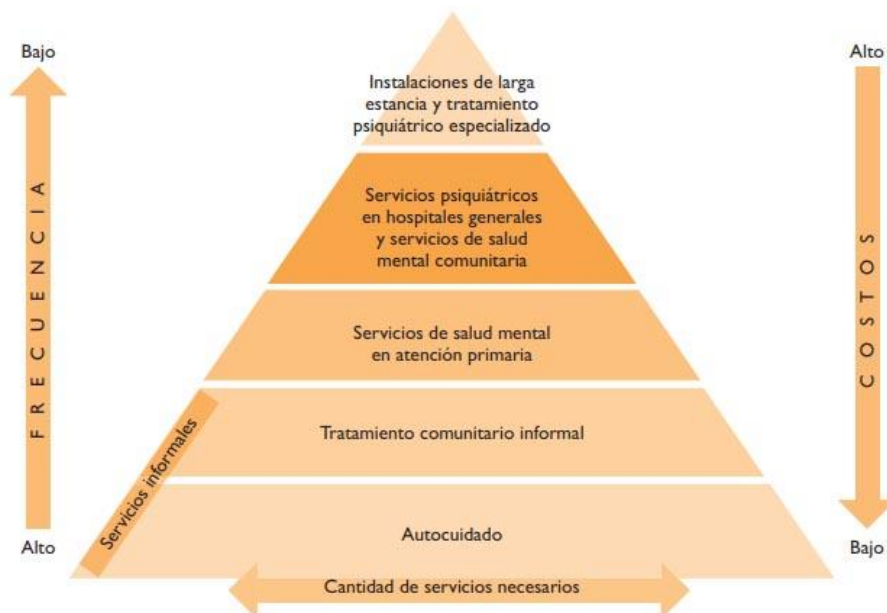 Bajo
Alto
Instalaciones de larga
estancia y tratamiento
psiquiátrico especializado
Servicios psiquiátricos
en hospitales generales
y servicios de salud
mental comunitaria
FRECUENCIA
COSTOS
Servicios de salud mental
en atención primaria
Servicios informales
Tratamiento comunitario informal
Autocuidado
Alto
Bajo
Cantidad de servicios necesarios